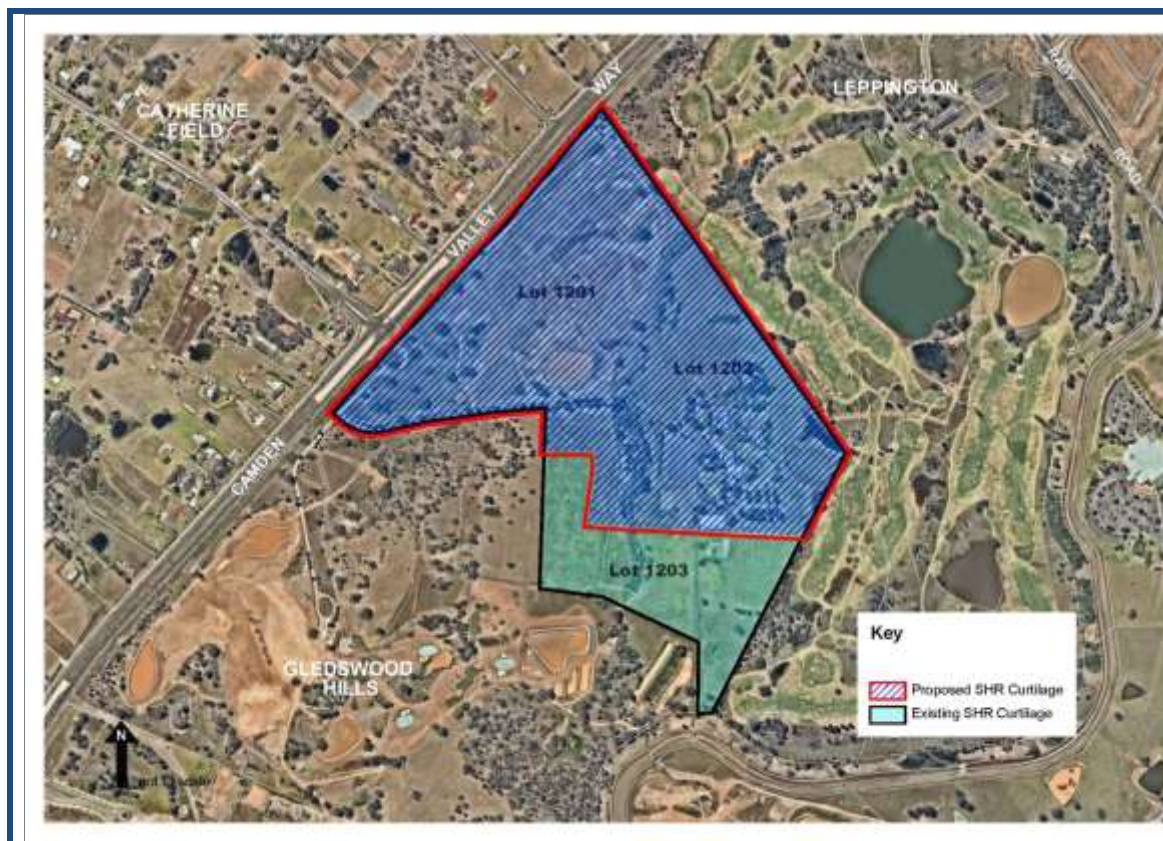 CATHERINE
FIELD
WAY
LEPPINGTON
RABY
ROAD
VALLEY
Lot 1201
Lot 1202
CAMDEN
Lot 1203
GLEDSWOOD
HILLS
Key
Proposed SHR Curtilage
Existing SHR Curtilage
N